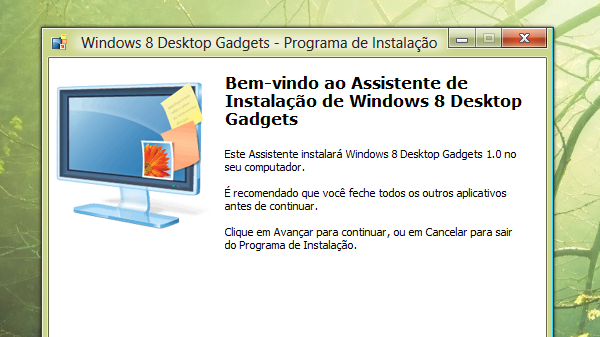 Windows 8 Desktop Gadgets - Programa de Instalação
Bem-vindo ao Assistente de
Instalação de Windows 8 Desktop
Gadgets
Este Assistente instalará Windows 8 Desktop Gadgets 1.0 no
seu computador.
É recomendado que você feche todos os outros aplicativos
antes de continuar.
Clique em Avançar para continuar, ou em Cancelar para sair
do Programa de Instalação.